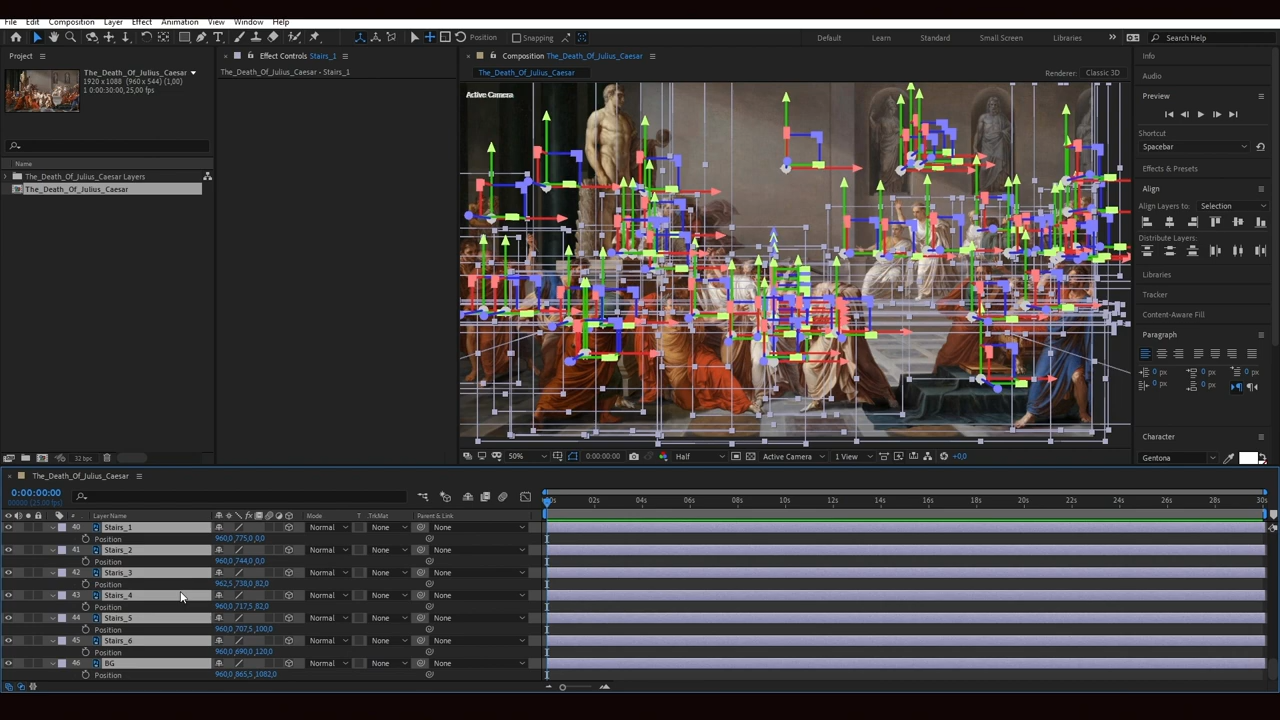 File Edit Composition Layer Effect Animation View Window Help
Position Snapping Default Learn Standard Small Screen Libraries Search Help
Project Effect Controls Stairs_1 Composition The_Death_Of_Julius_Caesar Info
The_Death_Of_Julius_Caesar The_Death_Of_Julius_Caesar • Stairs_1 The_Death_Of_Julius_Caesar Renderer: Classic 3D
1920 x 1088 (960 x 544) (1,00)
Audio
Δ 0:00:30:00, 25,00 fps
Active Camera
Preview
Shortcut
Spacebar
Name
The_Death_Of_Julius_Caesar Layers
Effects & Presets
The_Death_Of_Julius_Caesar
Align
Align Layers to: Selection
Distribute Layers:
Libraries
Tracker
Content-Aware Fill
Paragraph
0 px 0 px 0 px
0 px 0 px
Character
32 bpc 50% 0:00:00:00 Half Active Camera 1 View +0,0 Gentona
The_Death_Of_Julius_Caesar
0:00:00:00
00000 (25.00 fps)
02s 04s 06s 08s 10s 12s 14s 16s 18s 20s 22s 24s 26s 28s 30s
# Layer Name Mode T TrkMat Parent & Link
40 Stairs_1 Normal None
Position 960,0,775,0,0,0
41 Stairs_2 Normal None None
Position 960,0,744,0,0,0
42 Staris_3 Normal None None
Position 962,5,738,0,82,0
43 Stairs_4 Normal None None
Position 960,0,717,5,82,0
44 Stairs_5 Normal None None
Position 960,0,707,5,100,0
45 Stairs_6 Normal None None
Position 960,0,690,0,120,0
46 BG Normal None None
Position 960,0,865,5,1082,0